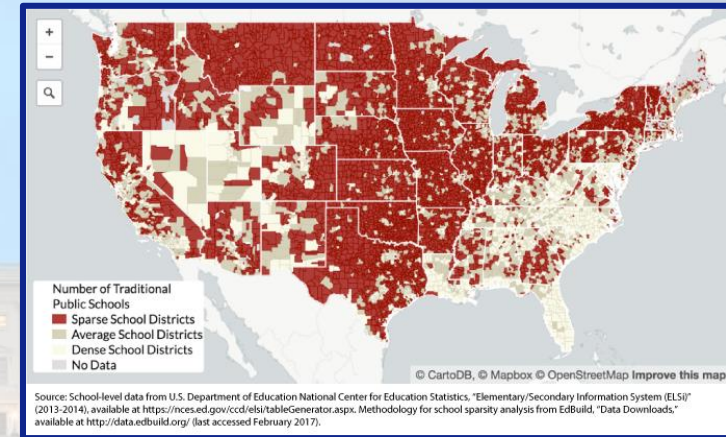 +
−
Number of Traditional
Public Schools
Sparse School Districts
Average School Districts
Dense School Districts
No Data
© CartoDB, © Mapbox © OpenStreetMap Improve this map
Source: School-level data from U.S. Department of Education National Center for Education Statistics, "Elementary/Secondary Information System (ELSi)"
(2013-2014), available at https://nces.ed.gov/ccd/elsi/tableGenerator.aspx. Methodology for school sparsity analysis from EdBuild, "Data Downloads,"
available at http://data.edbuild.org/ (last accessed February 2017).